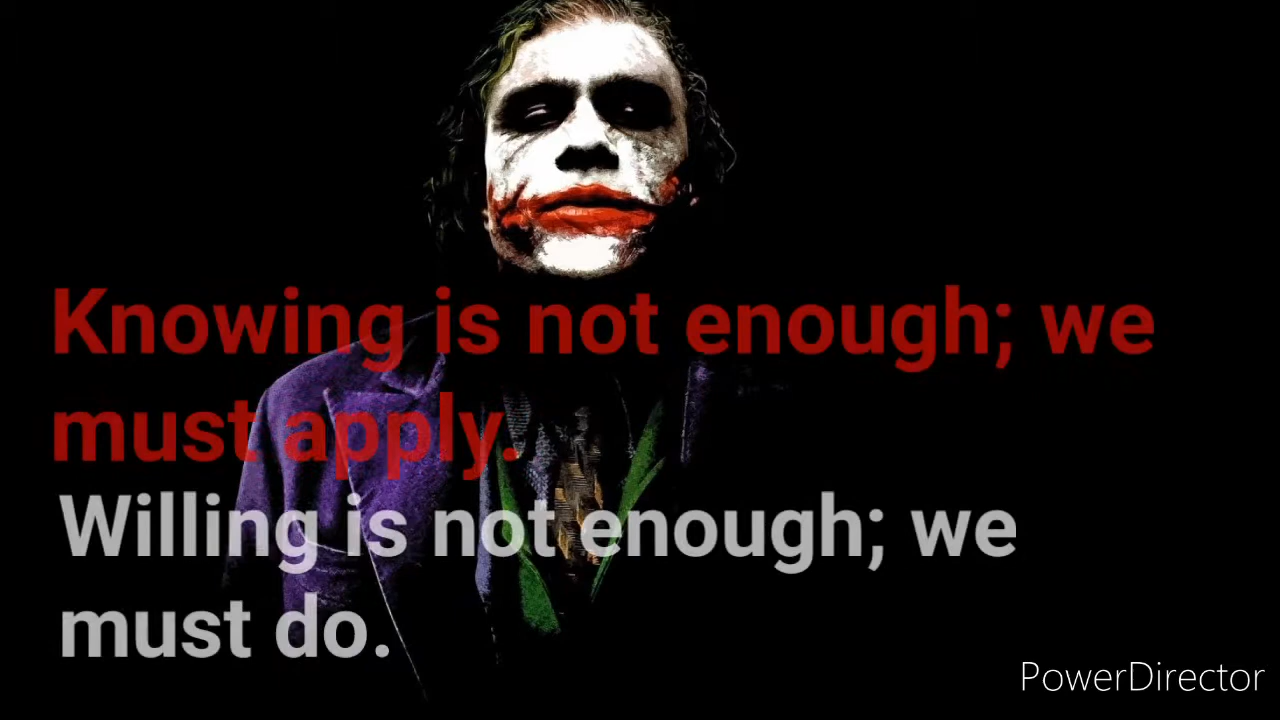 Knowing is not enough; we
must apply.
Willing is not enough; we
must do.
PowerDirector